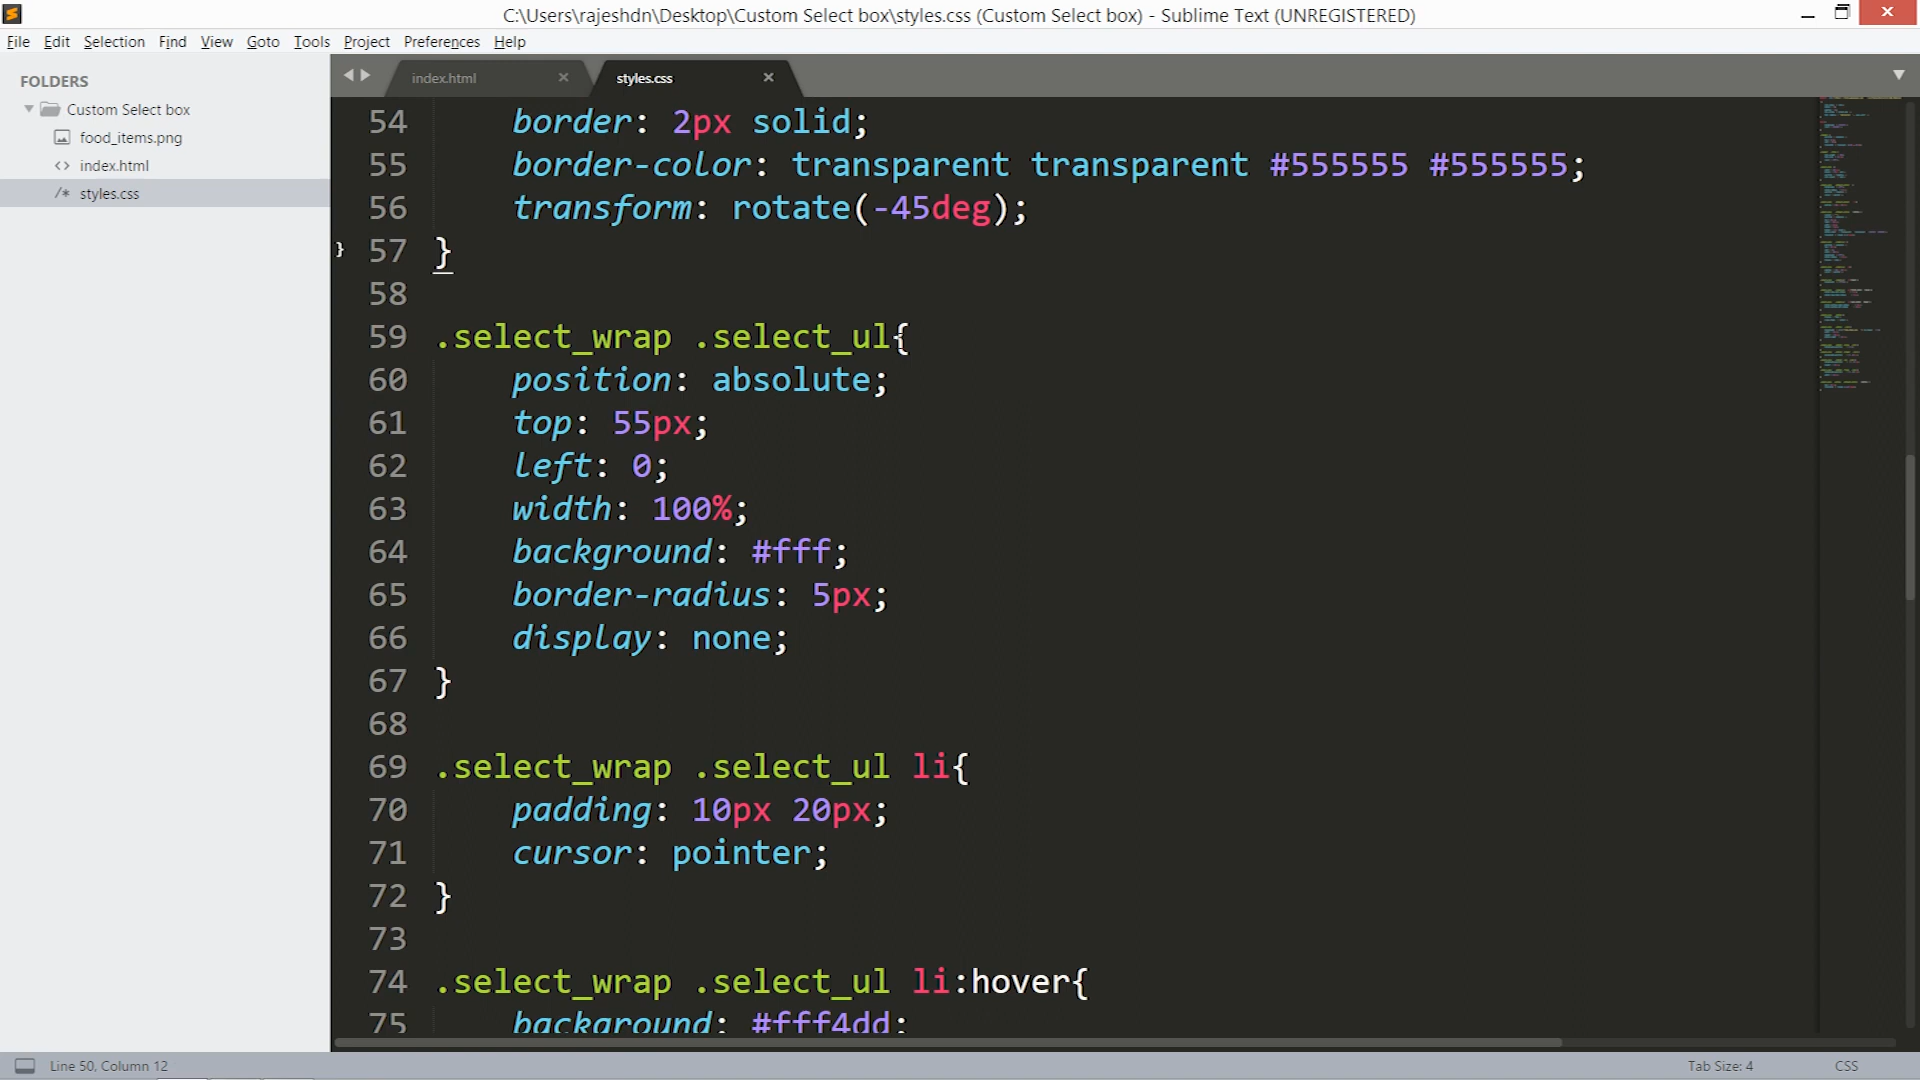 C:\Users\rajeshdn\Desktop\Custom Select box\styles.css (Custom Select box) - Sublime Text (UNREGISTERED)
File Edit Selection Find View Goto Tools Project Preferences Help
FOLDERS
Custom Select box
food_items.png
<> index.html
/* styles.css
index.html
styles.css
54 border: 2px solid;
55 border-color: transparent transparent #555555 #555555;
56 transform: rotate(-45deg);
} 57 }
58
59 .select_wrap .select_ul{
60 position: absolute;
61 top: 55px;
62 left: 0;
63 width: 100%;
64 background: #fff;
65 border-radius: 5px;
66 display: none;
67 }
68
69 .select_wrap .select_ul li{
70 padding: 10px 20px;
71 cursor: pointer;
72 }
73
74 .select_wrap .select_ul li:hover{
75 background: #fff4dd;
Line 50, Column 12
Tab Size: 4
CSS